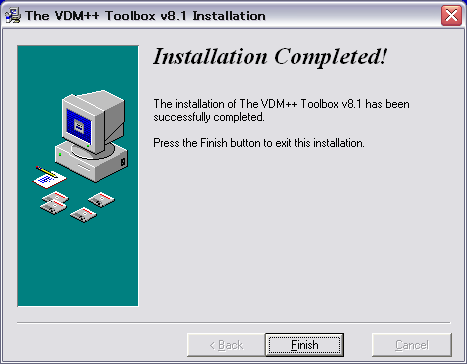 The VDM++ Toolbox v8.1 Installation
Installation Completed!
The installation of The VDM++ Toolbox v8.1 has been
successfully completed.
Press the Finish button to exit this installation.
< Back
Finish
Cancel